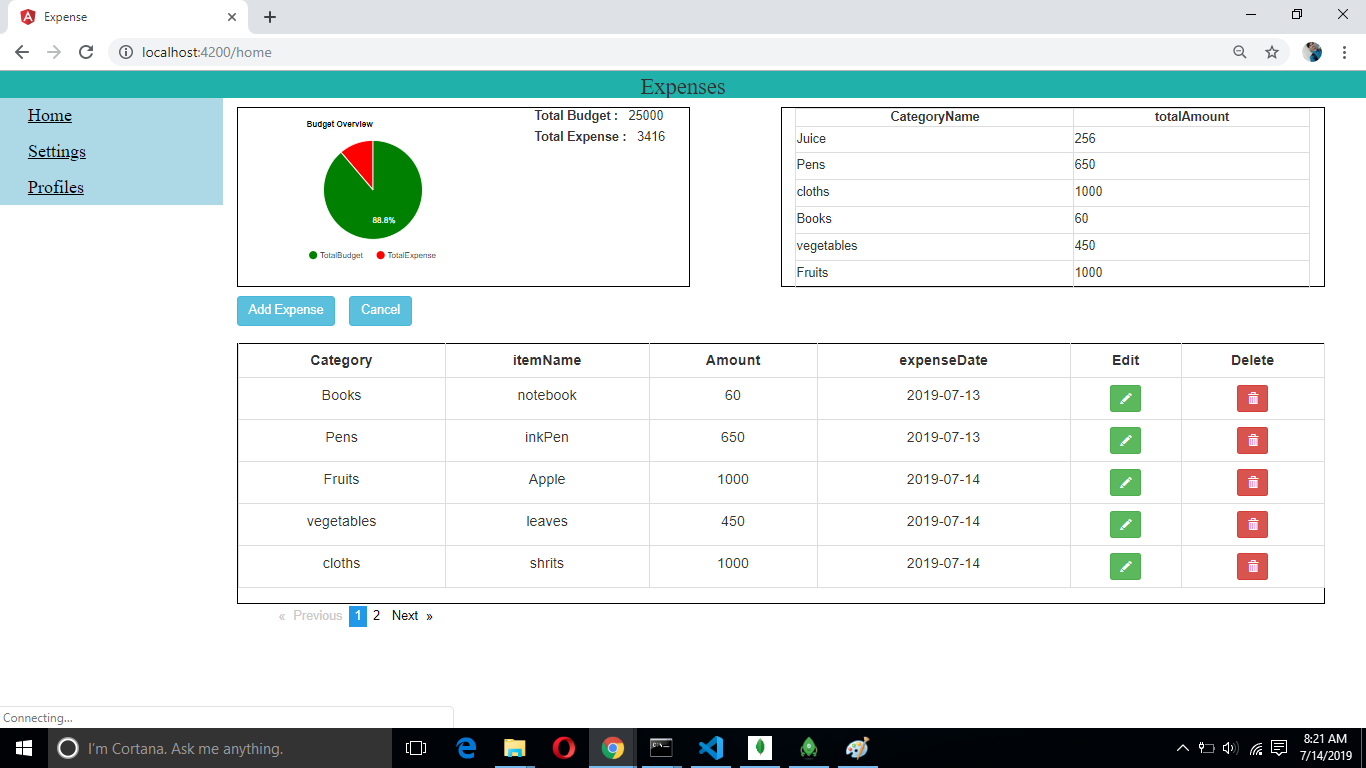 Expense
localhost:4200/home
Expenses
Home
Settings
Profiles
Budget Overview
88.8%
TotalBudget TotalExpense
Total Budget : 25000
Total Expense : 3416
CategoryName totalAmount
Juice 256
Pens 650
cloths 1000
Books 60
vegetables 450
Fruits 1000
Add Expense Cancel
Category itemName Amount expenseDate Edit Delete
Books notebook 60 2019-07-13
Pens inkPen 650 2019-07-13
Fruits Apple 1000 2019-07-14
vegetables leaves 450 2019-07-14
cloths shrits 1000 2019-07-14
« Previous 1 2 Next »
Connecting...
I'm Cortana. Ask me anything.
8:21 AM
7/14/2019